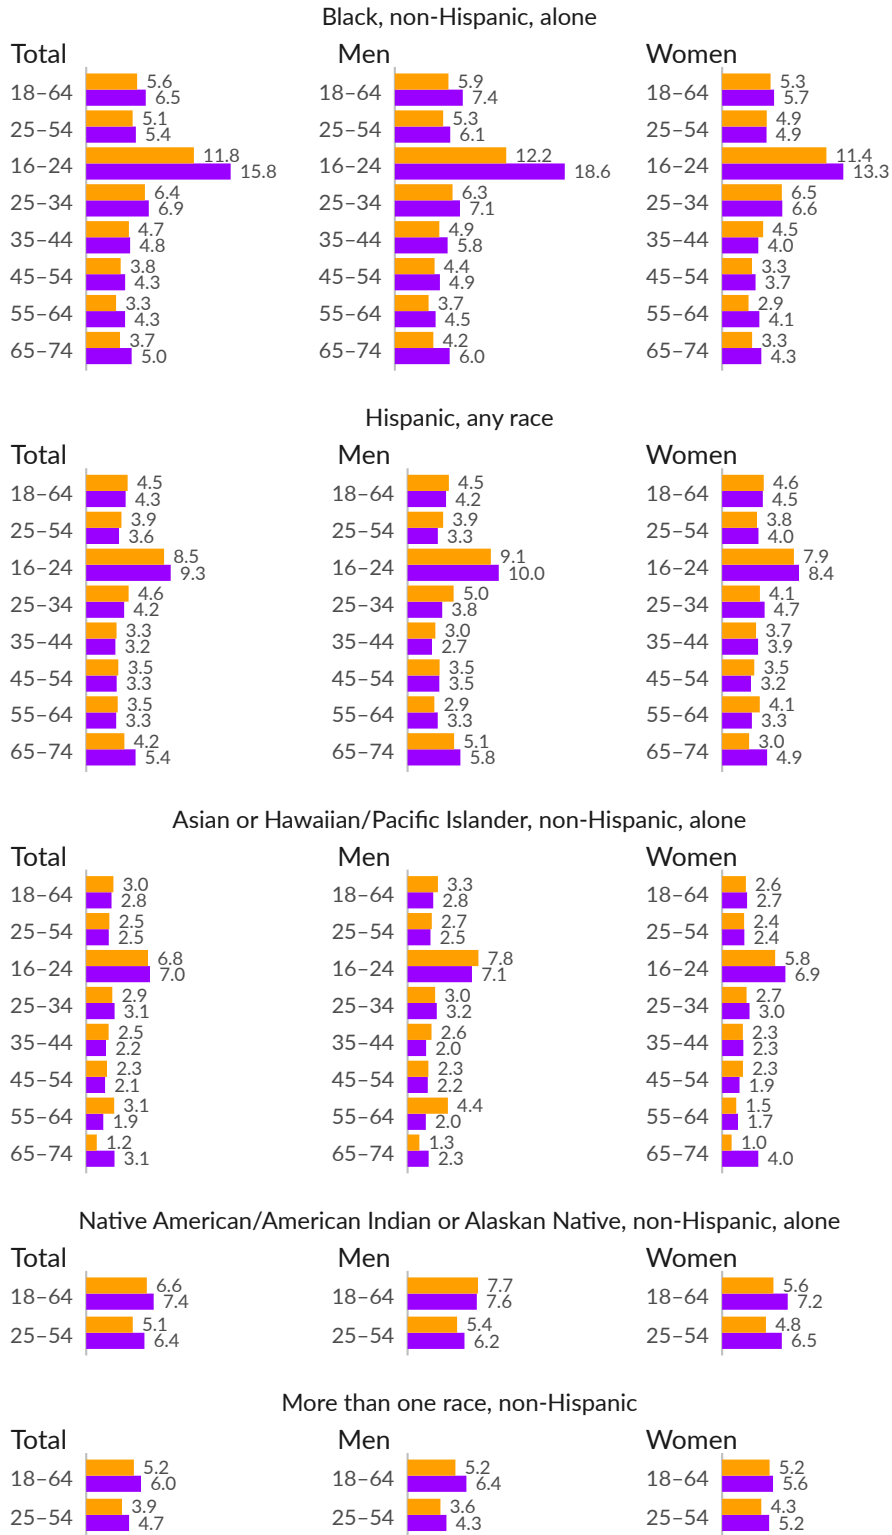 Black, non-Hispanic, alone
Total Men Women
18–64 5.6 6.5 18–64 5.9 7.4 18–64 5.3 5.7
25–54 5.1 5.4 25–54 5.3 6.1 25–54 4.9 4.9
16–24 11.8 15.8 16–24 12.2 18.6 16–24 11.4 13.3
25–34 6.4 6.9 25–34 6.3 7.1 25–34 6.5 6.6
35–44 4.7 4.8 35–44 4.9 5.8 35–44 4.5 4.0
45–54 3.8 4.3 45–54 4.4 4.9 45–54 3.3 3.7
55–64 3.3 4.3 55–64 3.7 4.5 55–64 2.9 4.1
65–74 3.7 5.0 65–74 4.2 6.0 65–74 3.3 4.3
Hispanic, any race
Total Men Women
18–64 4.5 4.3 18–64 4.5 4.2 18–64 4.6 4.5
25–54 3.9 3.6 25–54 3.9 3.3 25–54 3.8 4.0
16–24 8.5 9.3 16–24 9.1 10.0 16–24 7.9 8.4
25–34 4.6 4.2 25–34 5.0 3.8 25–34 4.1 4.7
35–44 3.3 3.2 35–44 3.0 2.7 35–44 3.7 3.9
45–54 3.5 3.3 45–54 3.5 3.5 45–54 3.5 3.2
55–64 3.5 3.3 55–64 2.9 3.3 55–64 4.1 3.3
65–74 4.2 5.4 65–74 5.1 5.8 65–74 3.0 4.9
Asian or Hawaiian/Pacific Islander, non-Hispanic, alone
Total Men Women
18–64 3.0 2.8 18–64 3.3 2.8 18–64 2.6 2.7
25–54 2.5 2.5 25–54 2.7 2.5 25–54 2.4 2.4
16–24 6.8 7.0 16–24 7.8 7.1 16–24 5.8 6.9
25–34 2.9 3.1 25–34 3.0 3.2 25–34 2.7 3.0
35–44 2.5 2.2 35–44 2.6 2.0 35–44 2.3 2.3
45–54 2.3 2.1 45–54 2.3 2.2 45–54 2.3 1.9
55–64 3.1 1.9 55–64 4.4 2.0 55–64 1.5 1.7
65–74 1.2 3.1 65–74 1.3 2.3 65–74 1.0 4.0
Native American/American Indian or Alaskan Native, non-Hispanic, alone
Total Men Women
18–64 6.6 7.4 18–64 7.7 7.6 18–64 5.6 7.2
25–54 5.1 6.4 25–54 5.4 6.2 25–54 4.8 6.5
More than one race, non-Hispanic
Total Men Women
18–64 5.2 6.0 18–64 5.2 6.4 18–64 5.2 5.6
25–54 3.9 4.7 25–54 3.6 4.3 25–54 4.3 5.2